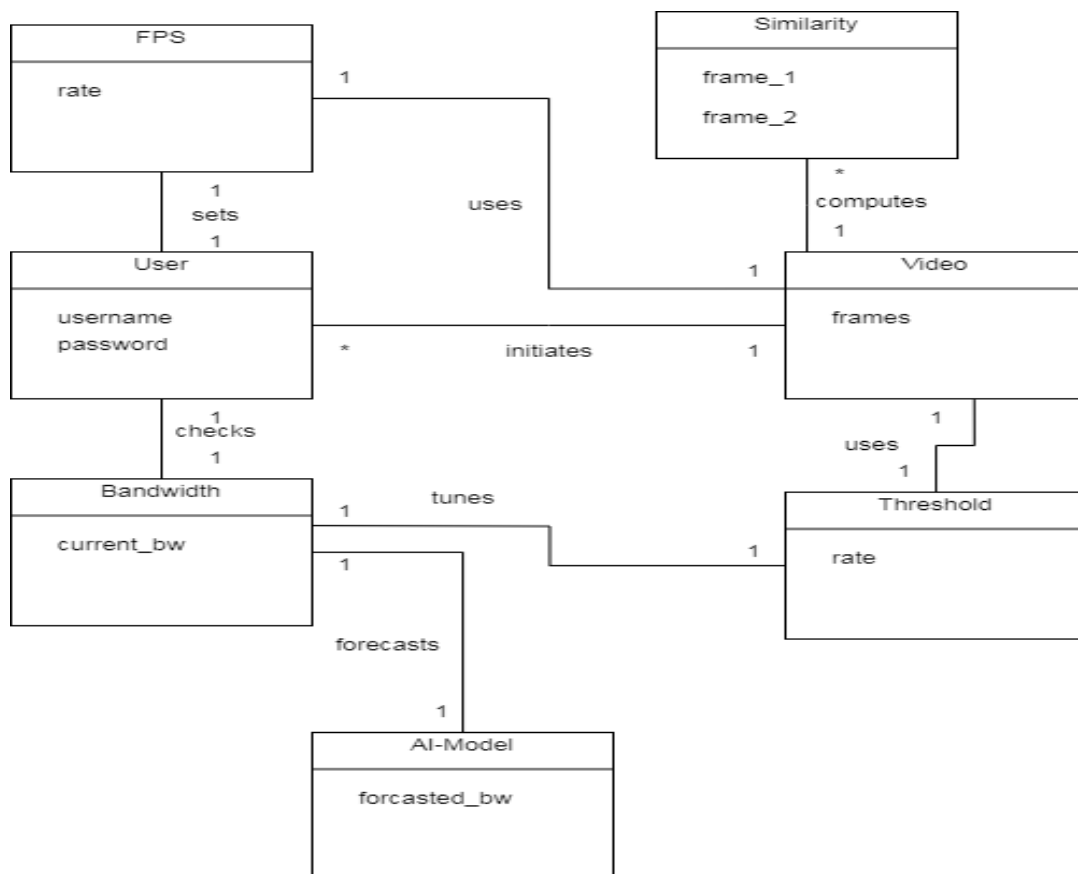 FPS
rate
Similarity
frame_1
frame_2
1
uses
1
*
computes
1
1
sets
1
User
username
password
Video
frames
*
initiates
1
1
checks
1
1
uses
1
Bandwidth
current_bw
1
tunes
1
Threshold
rate
1
forecasts
1
AI-Model
forcasted_bw